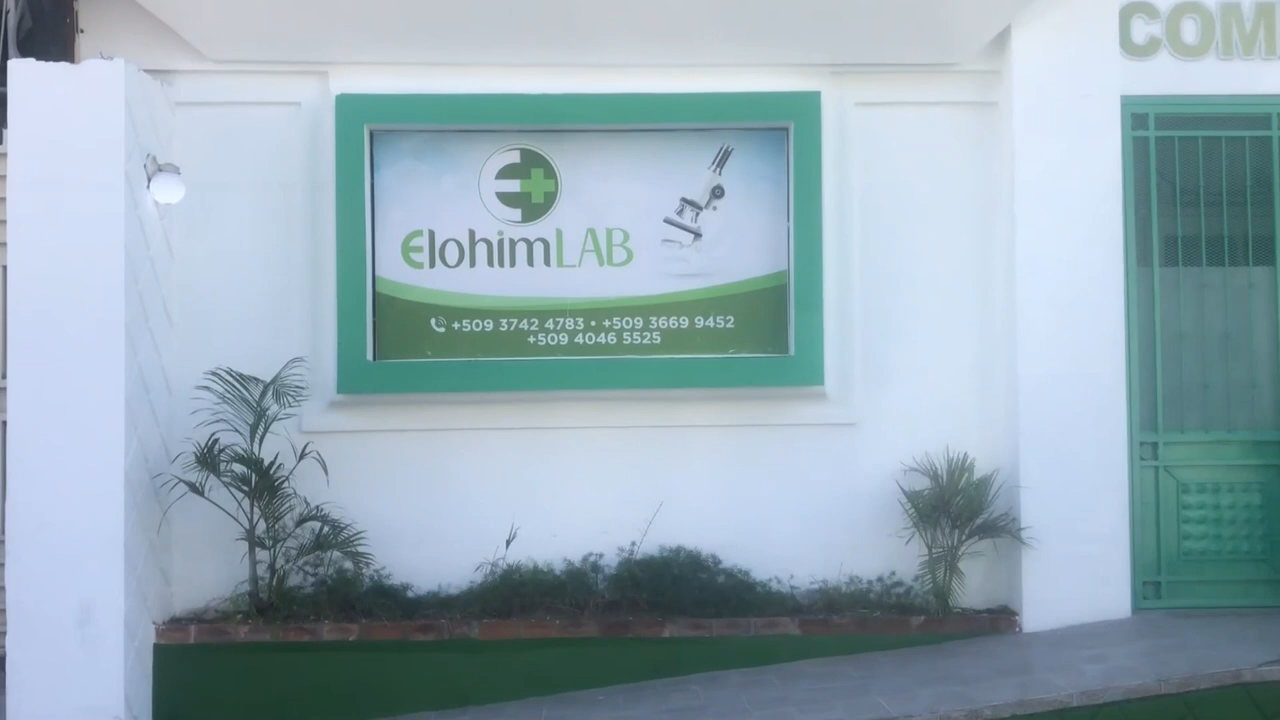 COM
ElohimLAB
+509 3742 4783 • +509 3669 9452
+509 4046 5525